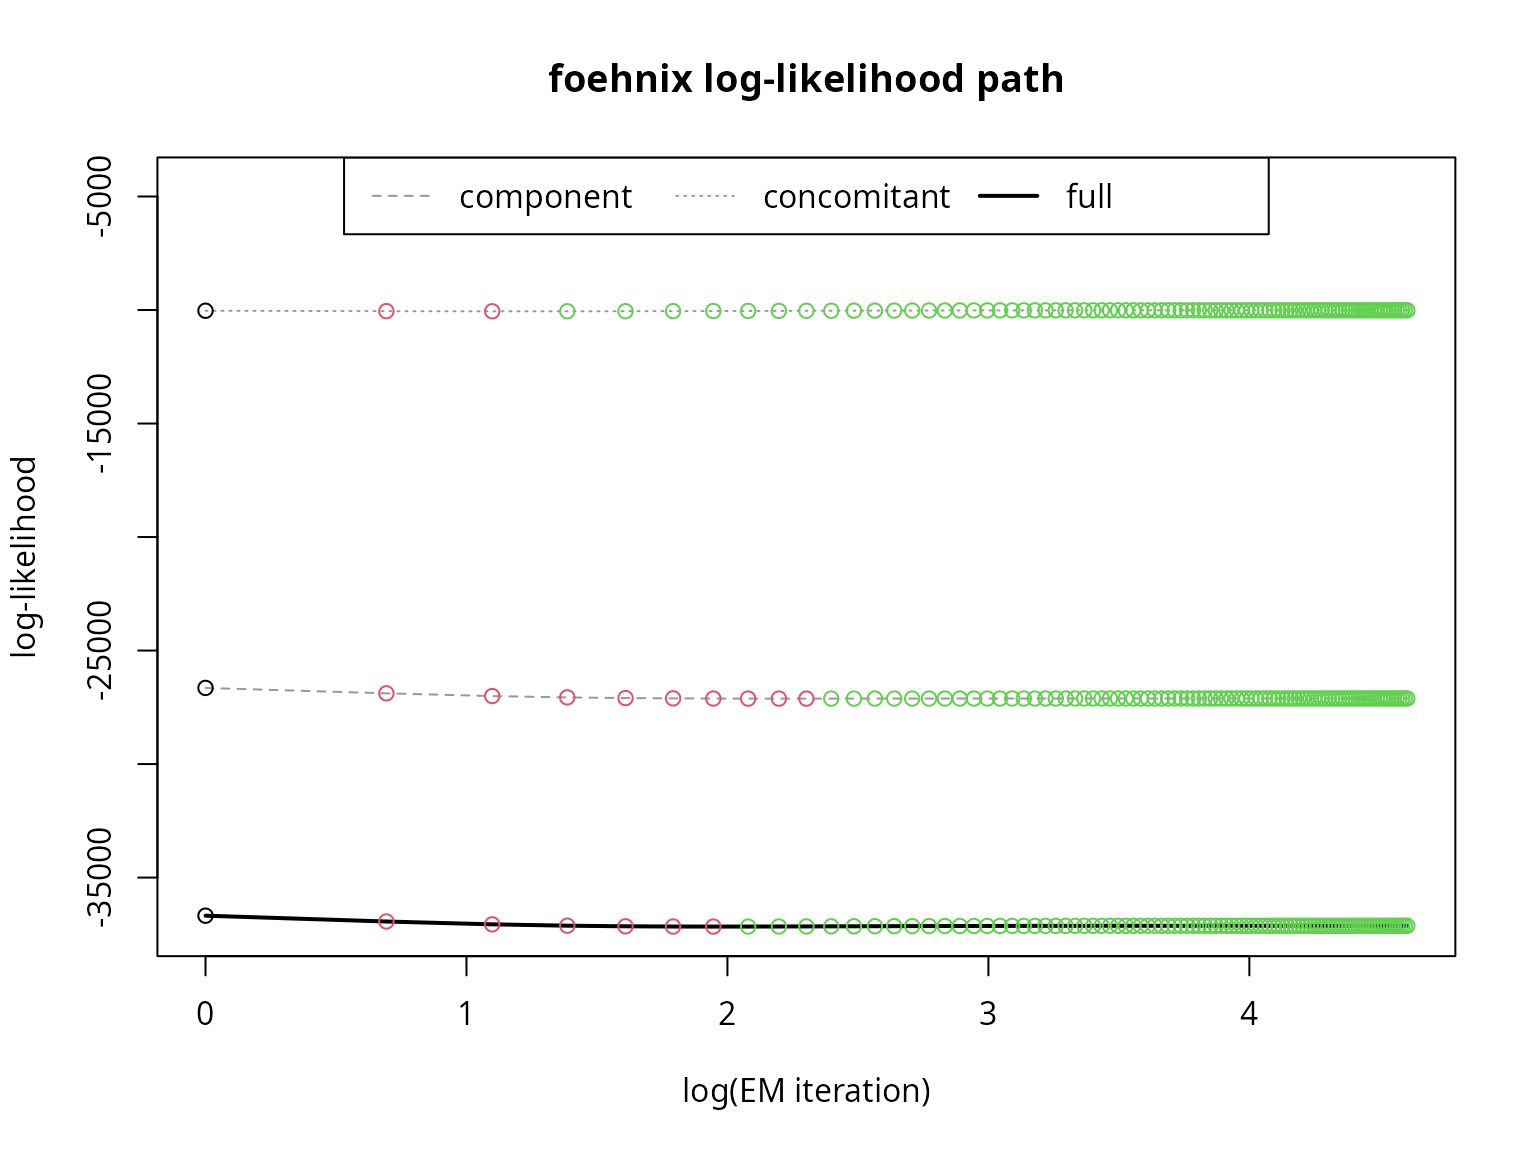 foehnix log-likelihood path
component concomitant full
-5000
-15000
-25000
-35000
log-likelihood
0 1 2 3 4
log(EM iteration)